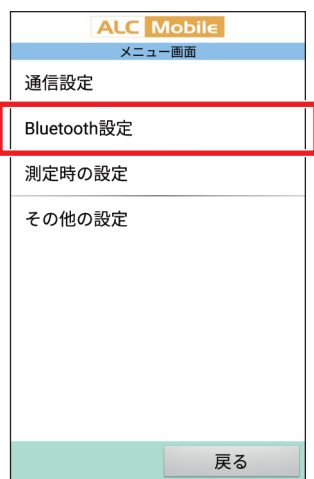 ALC Mobile
メニュー画面
通信設定
Bluetooth設定
測定時の設定
その他の設定
戻る